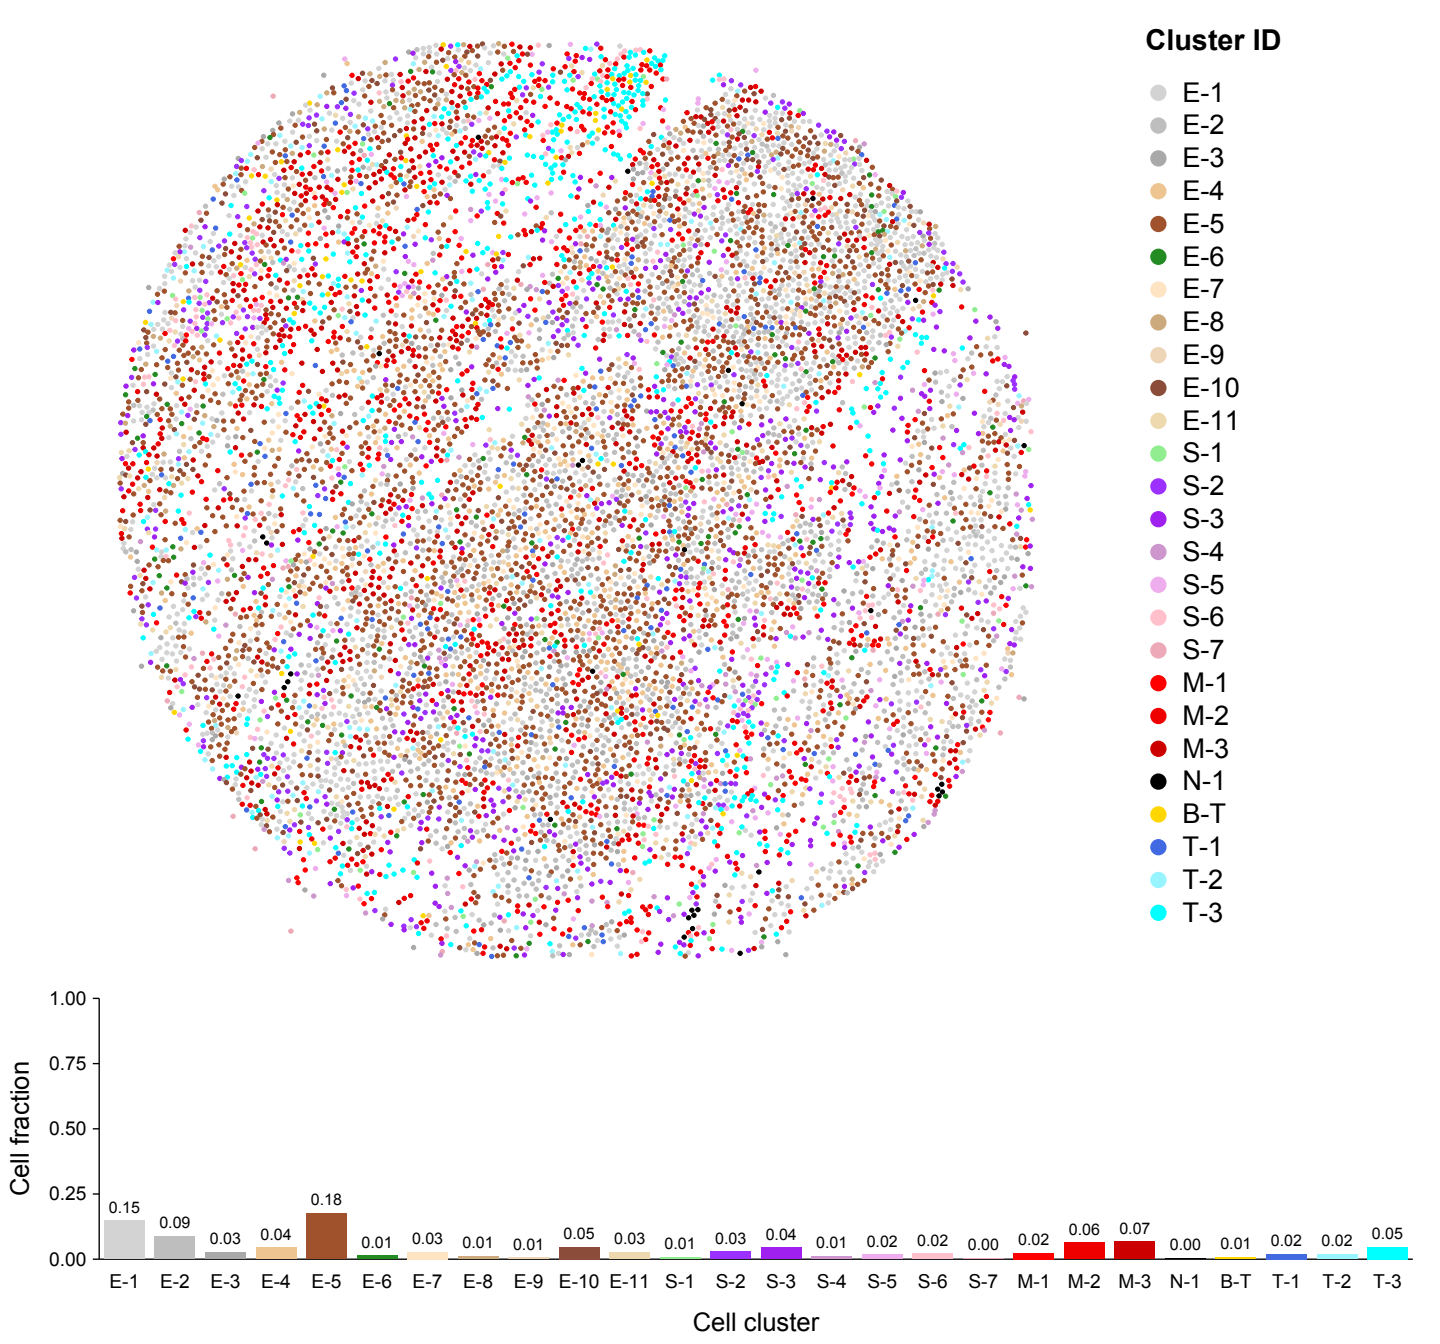 Cluster ID
E-1
E-2
E-3
E-4
E-5
E-6
E-7
E-8
E-9
E-10
E-11
S-1
S-2
S-3
S-4
S-5
S-6
S-7
M-1
M-2
M-3
N-1
B-T
T-1
T-2
T-3
Cell fraction
1.00
0.75
0.50
0.25
0.00
0.15 0.09 0.03 0.04 0.18 0.01 0.03 0.01 0.01 0.05 0.03 0.01 0.03 0.04 0.01 0.02 0.02 0.00 0.02 0.06 0.07 0.00 0.01 0.02 0.02 0.05
E-1 E-2 E-3 E-4 E-5 E-6 E-7 E-8 E-9 E-10 E-11 S-1 S-2 S-3 S-4 S-5 S-6 S-7 M-1 M-2 M-3 N-1 B-T T-1 T-2 T-3
Cell cluster